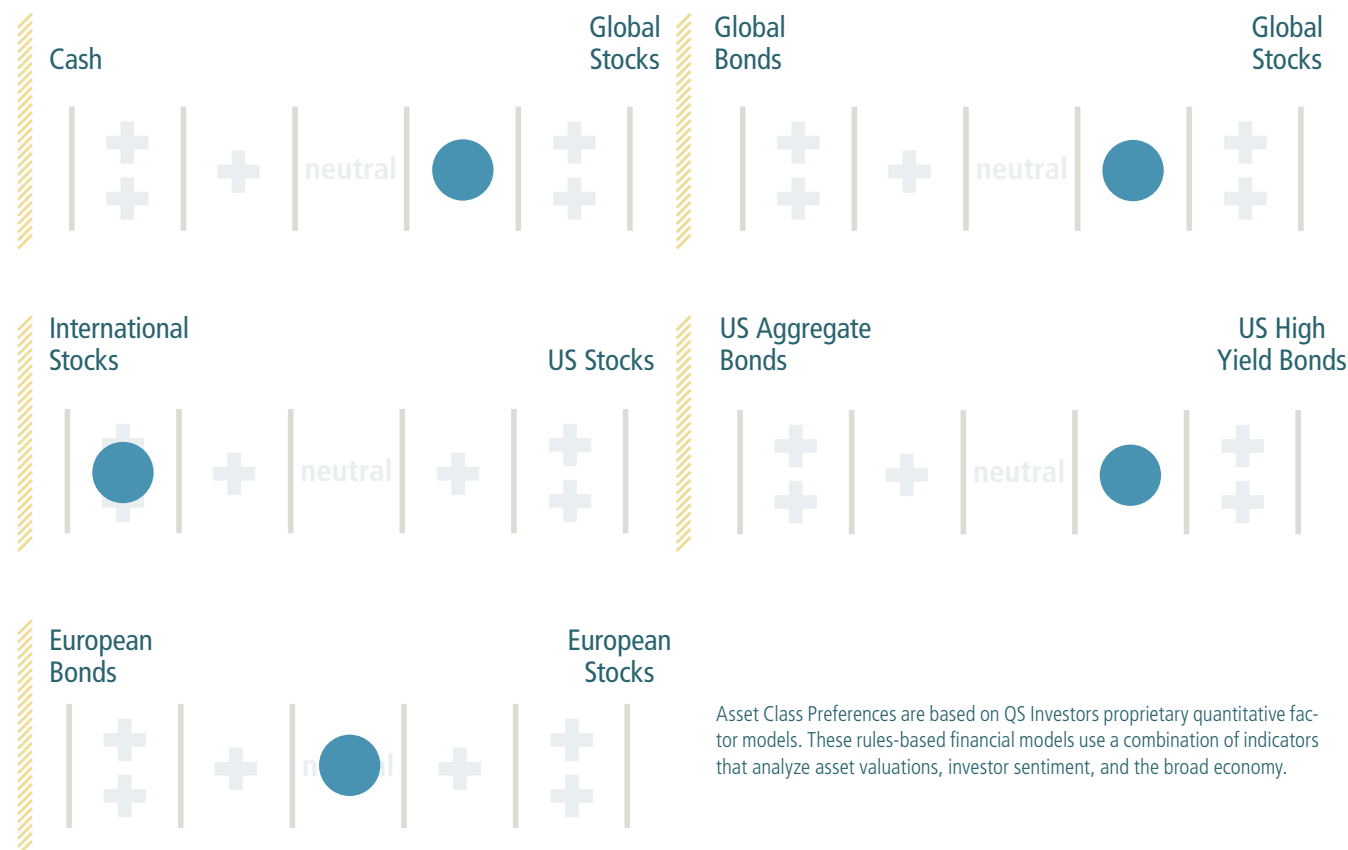 Cash
Global
Stocks
neutral
Global
Bonds
Global
Stocks
neutral
International
Stocks
US Stocks
neutral
US Aggregate
Bonds
US High
Yield Bonds
neutral
European
Bonds
European
Stocks
Asset Class Preferences are based on QS Investors proprietary quantitative fac-
tor models. These rules-based financial models use a combination of indicators
that analyze asset valuations, investor sentiment, and the broad economy.